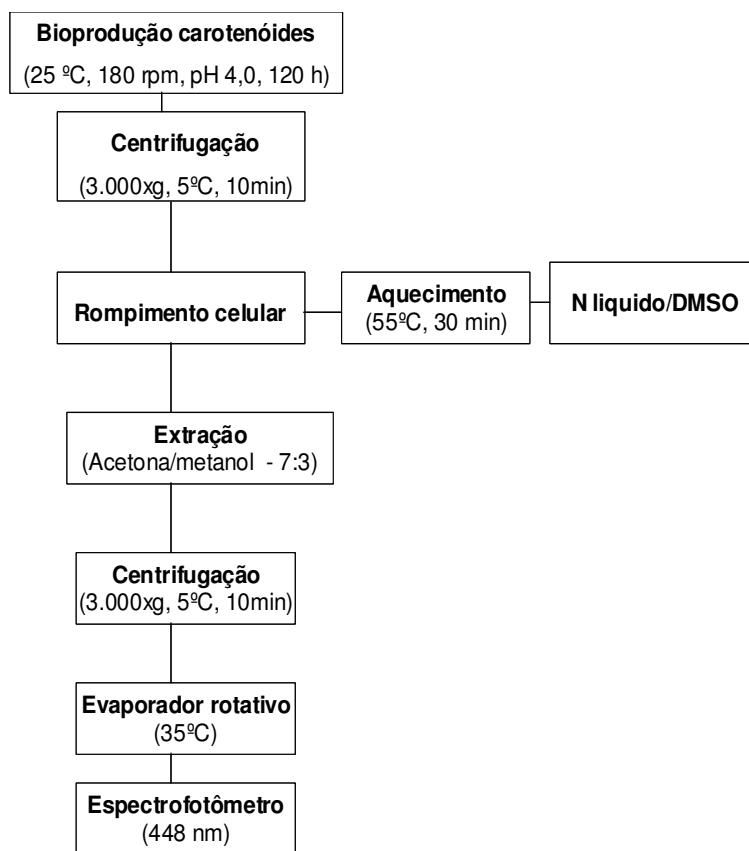 Bioprodução carotenóides
(25 ºC, 180 rpm, pH 4,0, 120 h)
Centrifugação
(3.000xg, 5ºC, 10min)
Rompimento celular
Aquecimento
(55ºC, 30 min)
N liquido/DMSO
Extração
(Acetona/metanol - 7:3)
Centrifugação
(3.000xg, 5ºC, 10min)
Evaporador rotativo
(35ºC)
Espectrofotômetro
(448 nm)